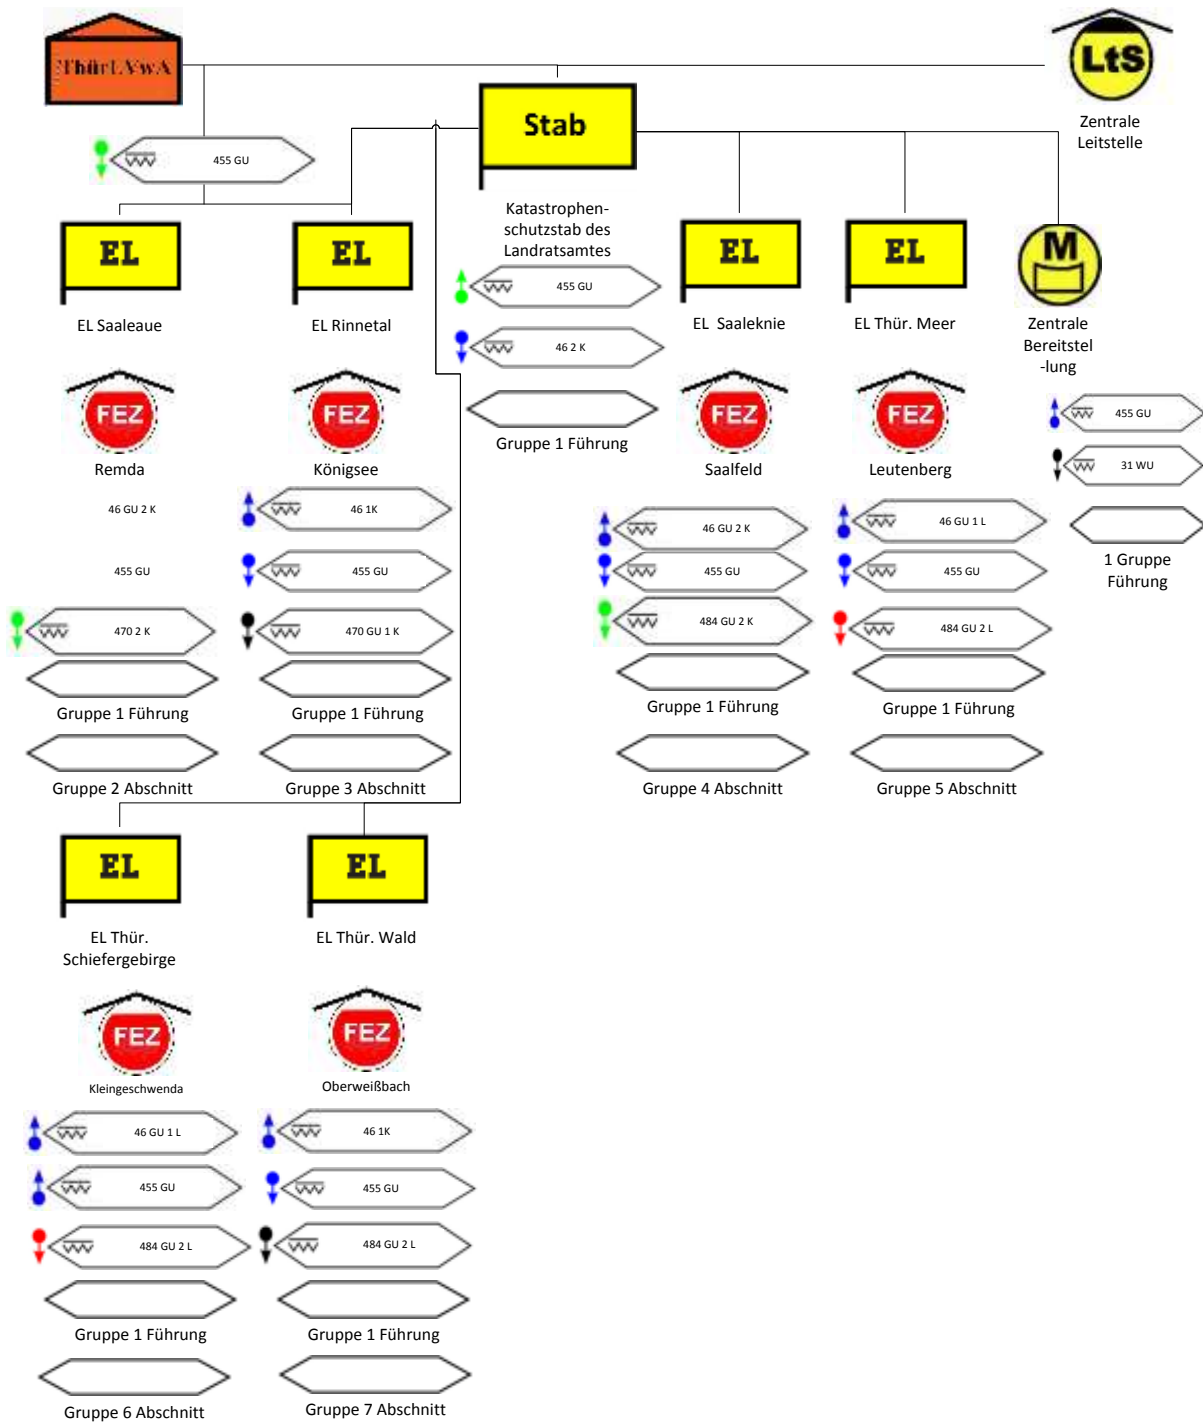 ThürLVwA
LtS
Zentrale
Leitstelle
Stab
455 GU
Katastrophen-
schutzstab des
Landratsamtes
455 GU
46 2 K
Gruppe 1 Führung
EL
EL Saaleaue
FEZ
Remda
46 GU 2 K
455 GU
470 2 K
Gruppe 1 Führung
Gruppe 2 Abschnitt
EL
EL Rinnetal
FEZ
Königsee
46 1K
455 GU
470 GU 1 K
Gruppe 1 Führung
Gruppe 3 Abschnitt
EL
EL Saaleknie
FEZ
Saalfeld
46 GU 2 K
455 GU
484 GU 2 K
Gruppe 1 Führung
Gruppe 4 Abschnitt
EL
EL Thür. Meer
FEZ
Leutenberg
46 GU 1 L
455 GU
484 GU 2 L
Gruppe 1 Führung
Gruppe 5 Abschnitt
M
Zentrale
Bereitstel
-lung
455 GU
31 WU
1 Gruppe
Führung
EL
EL Thür.
Schiefergebirge
FEZ
Kleingeschwenda
46 GU 1 L
455 GU
484 GU 2 L
Gruppe 1 Führung
Gruppe 6 Abschnitt
EL
EL Thür. Wald
FEZ
Oberweißbach
46 1K
455 GU
484 GU 2 L
Gruppe 1 Führung
Gruppe 7 Abschnitt